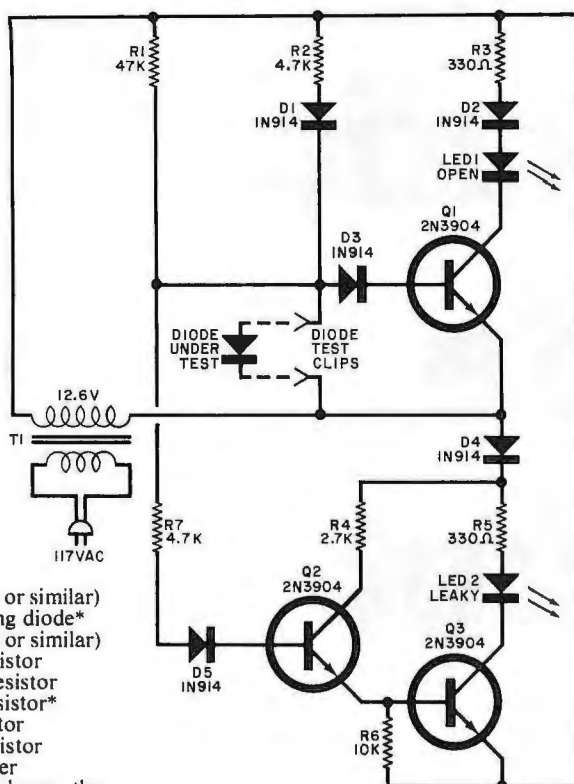 R1
47K
R2
4.7K
R3
330Ω
D1
1N914
D2
1N914
LED1
OPEN
Q1
2N3904
D3
1N914
DIODE
UNDER
TEST
DIODE
TEST
CLIPS
12.6V
T1
117VAC
D4
1N914
R7
4.7K
R4
2.7K
R5
330Ω
Q2
2N3904
LED 2
LEAKY
Q3
2N3904
D5
1N914
R6
10K
or similar)
ng diode*
or similar)
istor
esistor
sistor*
tor
istor
er